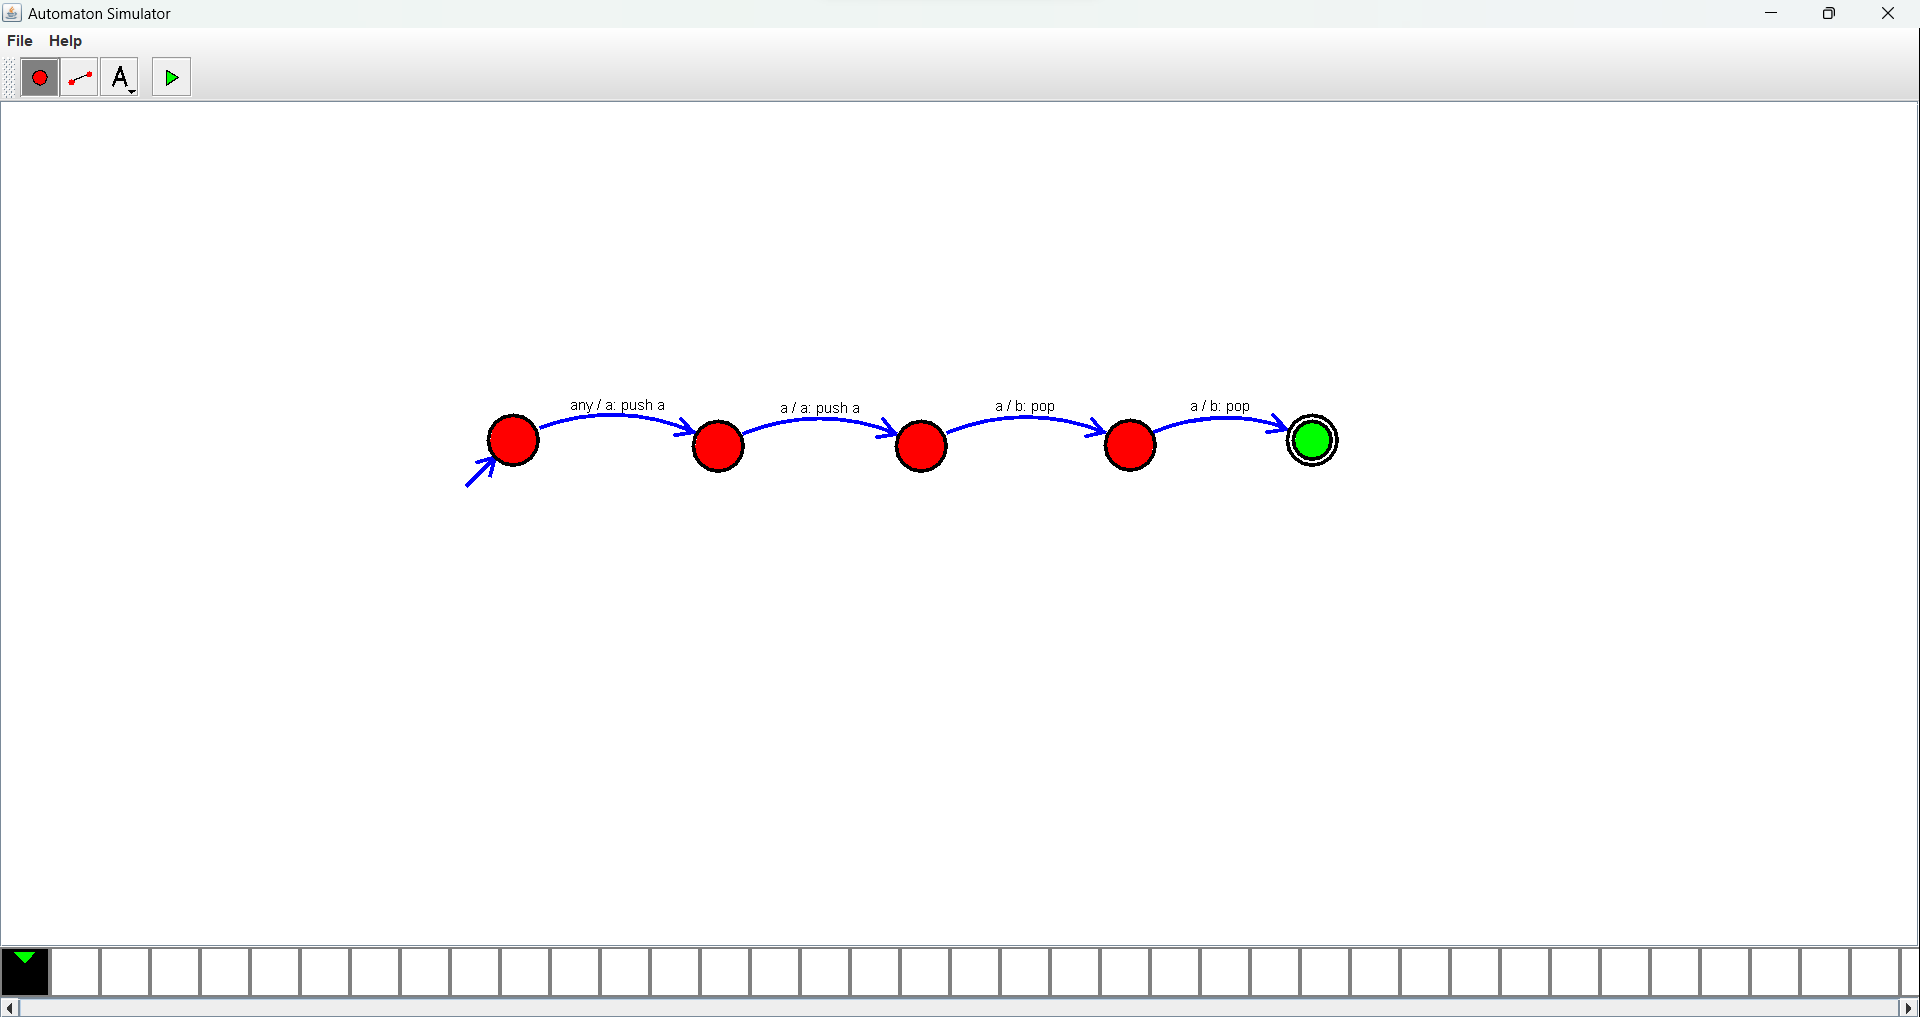 Automaton Simulator
File Help
A
any / a: push a
a / a: push a
a / b: pop
a / b: pop